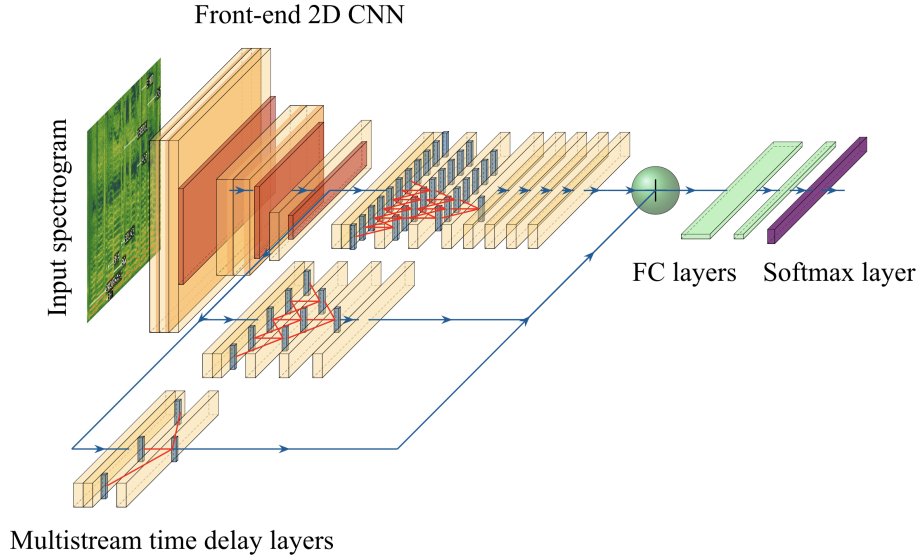 Front-end 2D CNN
Input spectrogram
FC layers
Softmax layer
Multistream time delay layers